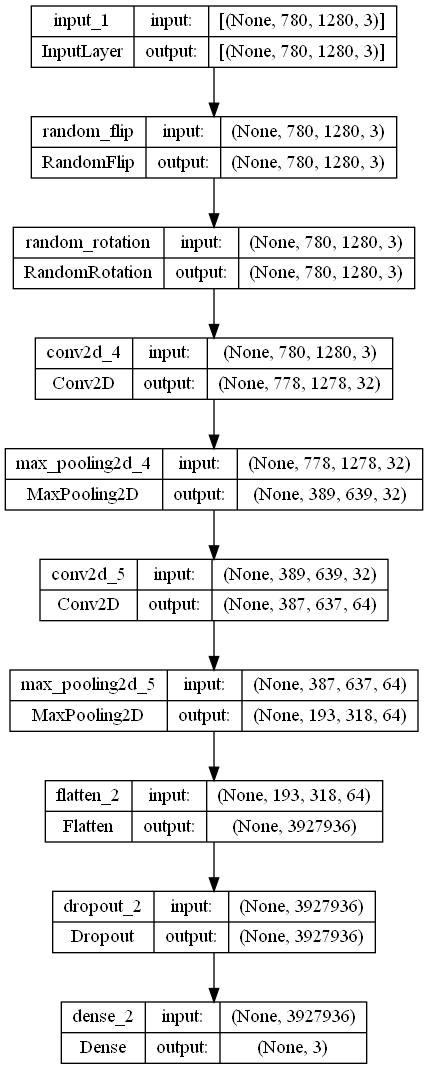 input_1 input: [(None, 780, 1280, 3)]
InputLayer output: [(None, 780, 1280, 3)]
random_flip input: (None, 780, 1280, 3)
RandomFlip output: (None, 780, 1280, 3)
random_rotation input: (None, 780, 1280, 3)
RandomRotation output: (None, 780, 1280, 3)
conv2d_4 input: (None, 780, 1280, 3)
Conv2D output: (None, 778, 1278, 32)
max_pooling2d_4 input: (None, 778, 1278, 32)
MaxPooling2D output: (None, 389, 639, 32)
conv2d_5 input: (None, 389, 639, 32)
Conv2D output: (None, 387, 637, 64)
max_pooling2d_5 input: (None, 387, 637, 64)
MaxPooling2D output: (None, 193, 318, 64)
flatten_2 input: (None, 193, 318, 64)
Flatten output: (None, 3927936)
dropout_2 input: (None, 3927936)
Dropout output: (None, 3927936)
dense_2 input: (None, 3927936)
Dense output: (None, 3)